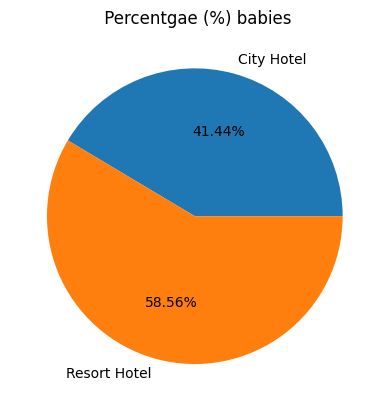 Percentgae (%) babies
City Hotel
41.44%
58.56%
Resort Hotel